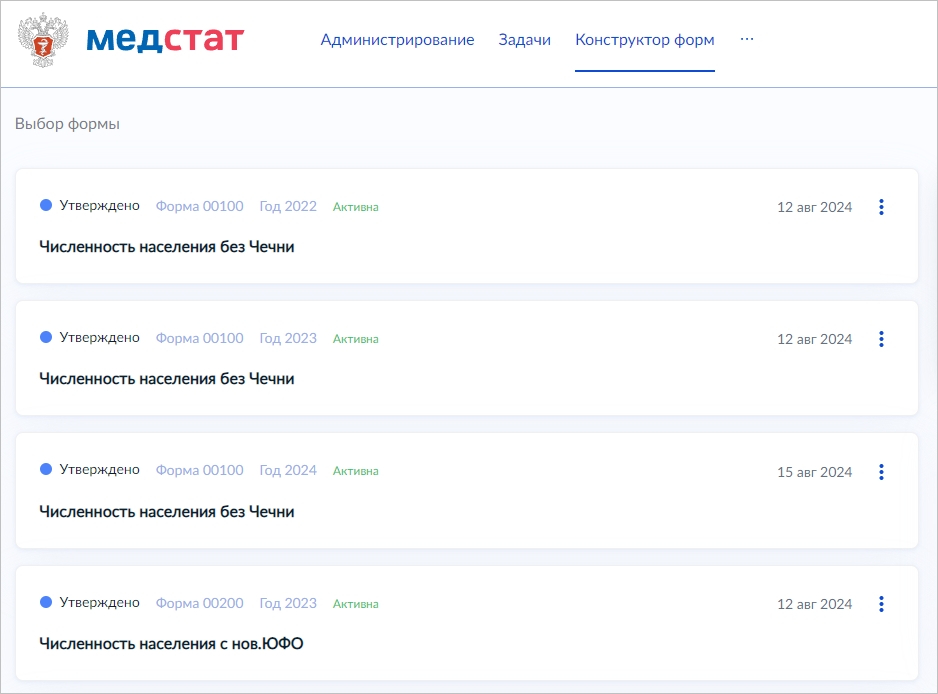 медстат
Администрирование Задачи Конструктор форм ...
Выбор формы
Утверждено Форма 00100 Год 2022 Активна 12 авг 2024
Численность населения без Чечни
Утверждено Форма 00100 Год 2023 Активна 12 авг 2024
Численность населения без Чечни
Утверждено Форма 00100 Год 2024 Активна 15 авг 2024
Численность населения без Чечни
Утверждено Форма 00200 Год 2023 Активна 12 авг 2024
Численность населения с нов.ЮФО